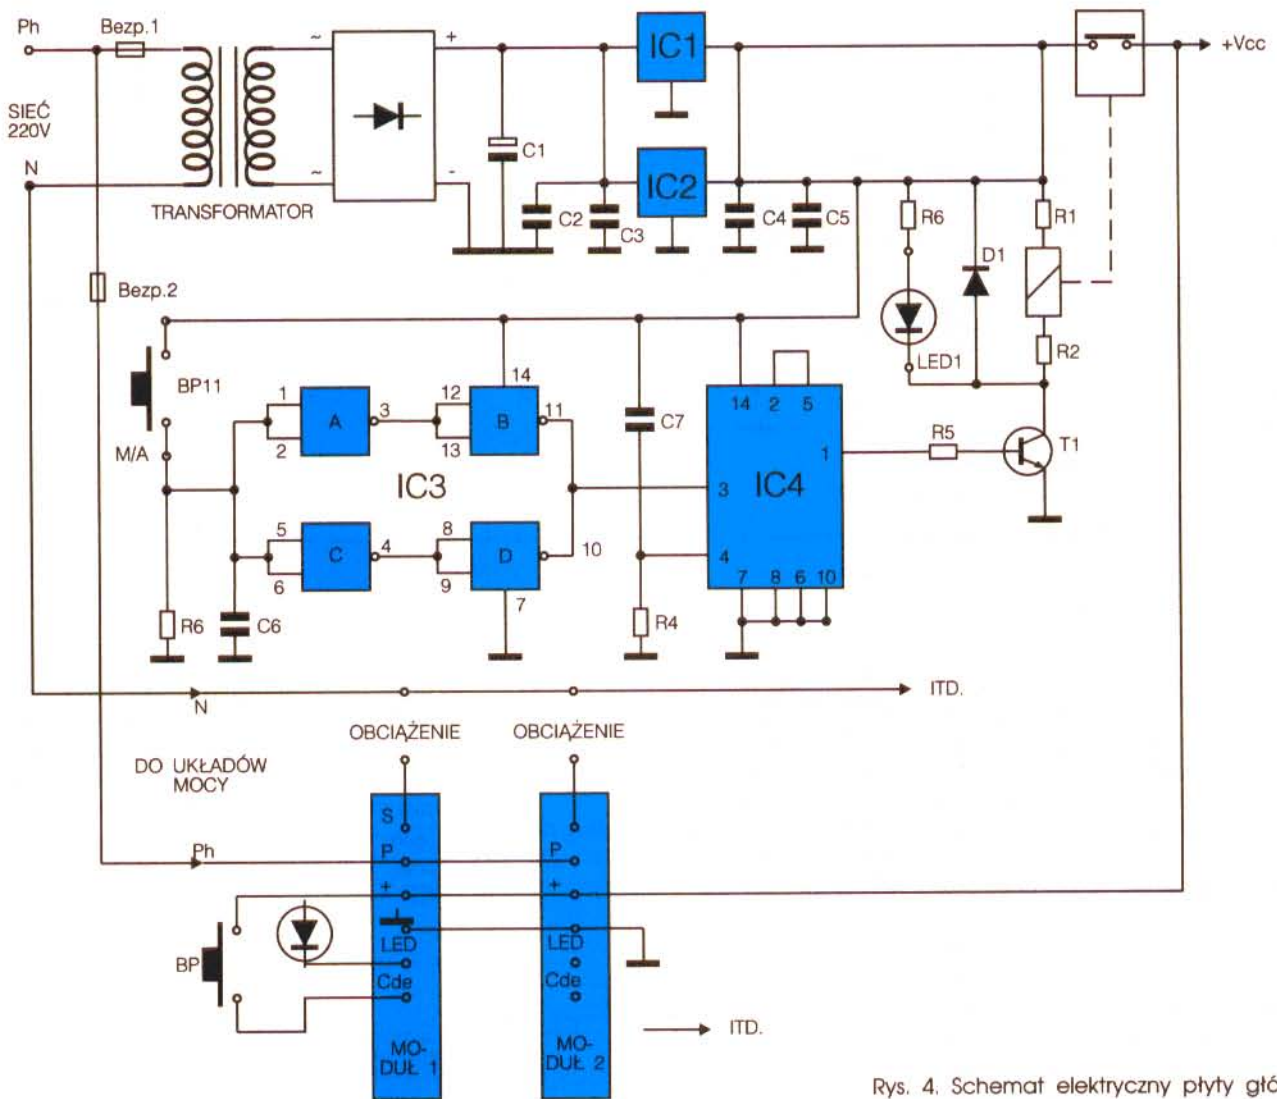 Ph
Bezp.1
~
+
IC1
+Vcc
SIEĆ
220V
N
~
-
C1
IC2
TRANSFORMATOR
C2
C3
C4
C5
R6
R1
D1
Bezp.2
LED1
R2
BP11
M/A
1
2
A
3
12
13
14
B
11
C7
14
2
5
1
R5
T1
IC3
3
IC4
5
6
C
4
8
9
D
10
7
4
7
8
6
10
R6
C6
R4
N
ITD.
OBCIĄŻENIE
OBCIĄŻENIE
DO UKŁADÓW
MOCY
S
Ph
P
P
+
+
LED
LED
BP
Cde
Cde
ITD.
MO-
DUŁ 1
MO-
DUŁ 2
Rys. 4. Schemat elektryczny płyty głó